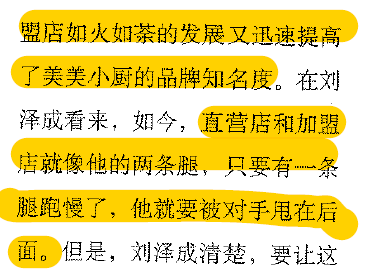 盟店如火如荼的发展又迅速提高
了美美小厨的品牌知名度。在刘
泽成看来，如今，直营店和加盟
店就像他的两条腿，只要有一条
腿跑慢了，他就要被对手甩在后
面。但是，刘泽成清楚，要让这